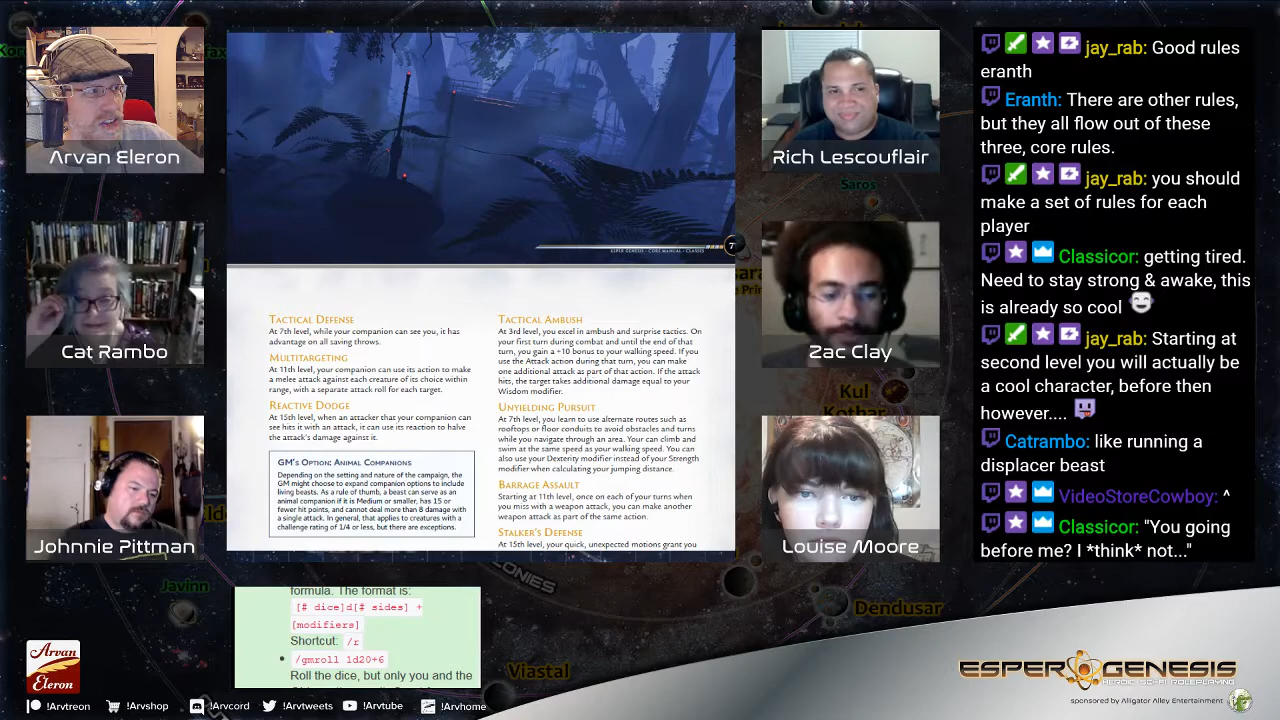 Arvan Eleron
Cat Rambo
Johnnie Pittman
ESPER GENESIS · CORE MANUAL · CLASSES
7
TACTICAL DEFENSE
At 7th level, while your companion can see you, it has
advantage on all saving throws.
MULTITARGETING
At 11th level, your companion can use its action to make
a melee attack against each creature of its choice within
range, with a separate attack roll for each target.
REACTIVE DODGE
At 15th level, when an attacker that your companion can
see hits it with an attack, it can use its reaction to halve
the attack's damage against it.
GM's Option: Animal Companions
Depending on the setting and nature of the campaign, the
GM might choose to expand companion options to include
living beasts. As a rule of thumb, a beast can serve as an
animal companion if it is Medium or smaller, has 15 or
fewer hit points, and cannot deal more than 8 damage with
a single attack. In general, that applies to creatures with a
challenge rating of 1/4 or less, but there are exceptions.
TACTICAL AMBUSH
At 3rd level, you excel in ambush and surprise tactics. On
your first turn during combat and until the end of that
turn, you gain a +10 bonus to your walking speed. If you
use the Attack action during that turn, you can make
one additional attack as part of that action. If the attack
hits, the target takes additional damage equal to your
Wisdom modifier.
UNYIELDING PURSUIT
At 7th level, you learn to use alternate routes such as
rooftops or floor conduits to avoid obstacles and turns
while you navigate through an area. Your can climb and
swim at the same speed as your walking speed. You can
also use your Dexterity modifier instead of your Strength
modifier when calculating your jumping distance.
BARRAGE ASSAULT
Starting at 11th level, once on each of your turns when
you miss with a weapon attack, you can make another
weapon attack as part of the same action.
STALKER'S DEFENSE
At 15th level, your quick, unexpected motions grant you
Rich Lescouflair
Saros
Zac Clay
Kul
Kothar
Louise Moore
jay_rab: Good rules
eranth
Eranth: There are other rules,
but they all flow out of these
three, core rules.
jay_rab: you should
make a set of rules for each
player
Classicor: getting tired.
Need to stay strong & awake, this
is already so cool
jay_rab: Starting at
second level you will actually be
a cool character, before then
however....
Catrambo: like running a
displacer beast
VideoStoreCowboy: ^
Classicor: "You going
before me? I *think* not..."
Javinn
Dendusar
Viastal
formula. The format is:
[# dice]d[# sides] +
[modifiers]
Shortcut: /r
/gmroll 1d20+6
Roll the dice, but only you and the
Arvan
Eleron
ESPER GENESIS
HEROIC SCI-FI ROLEPLAYING
sponsored by Alligator Alley Entertainment
!Arvtreon
!Arvshop
!Arvcord
!Arvtweets
!Arvtube
!Arvhome